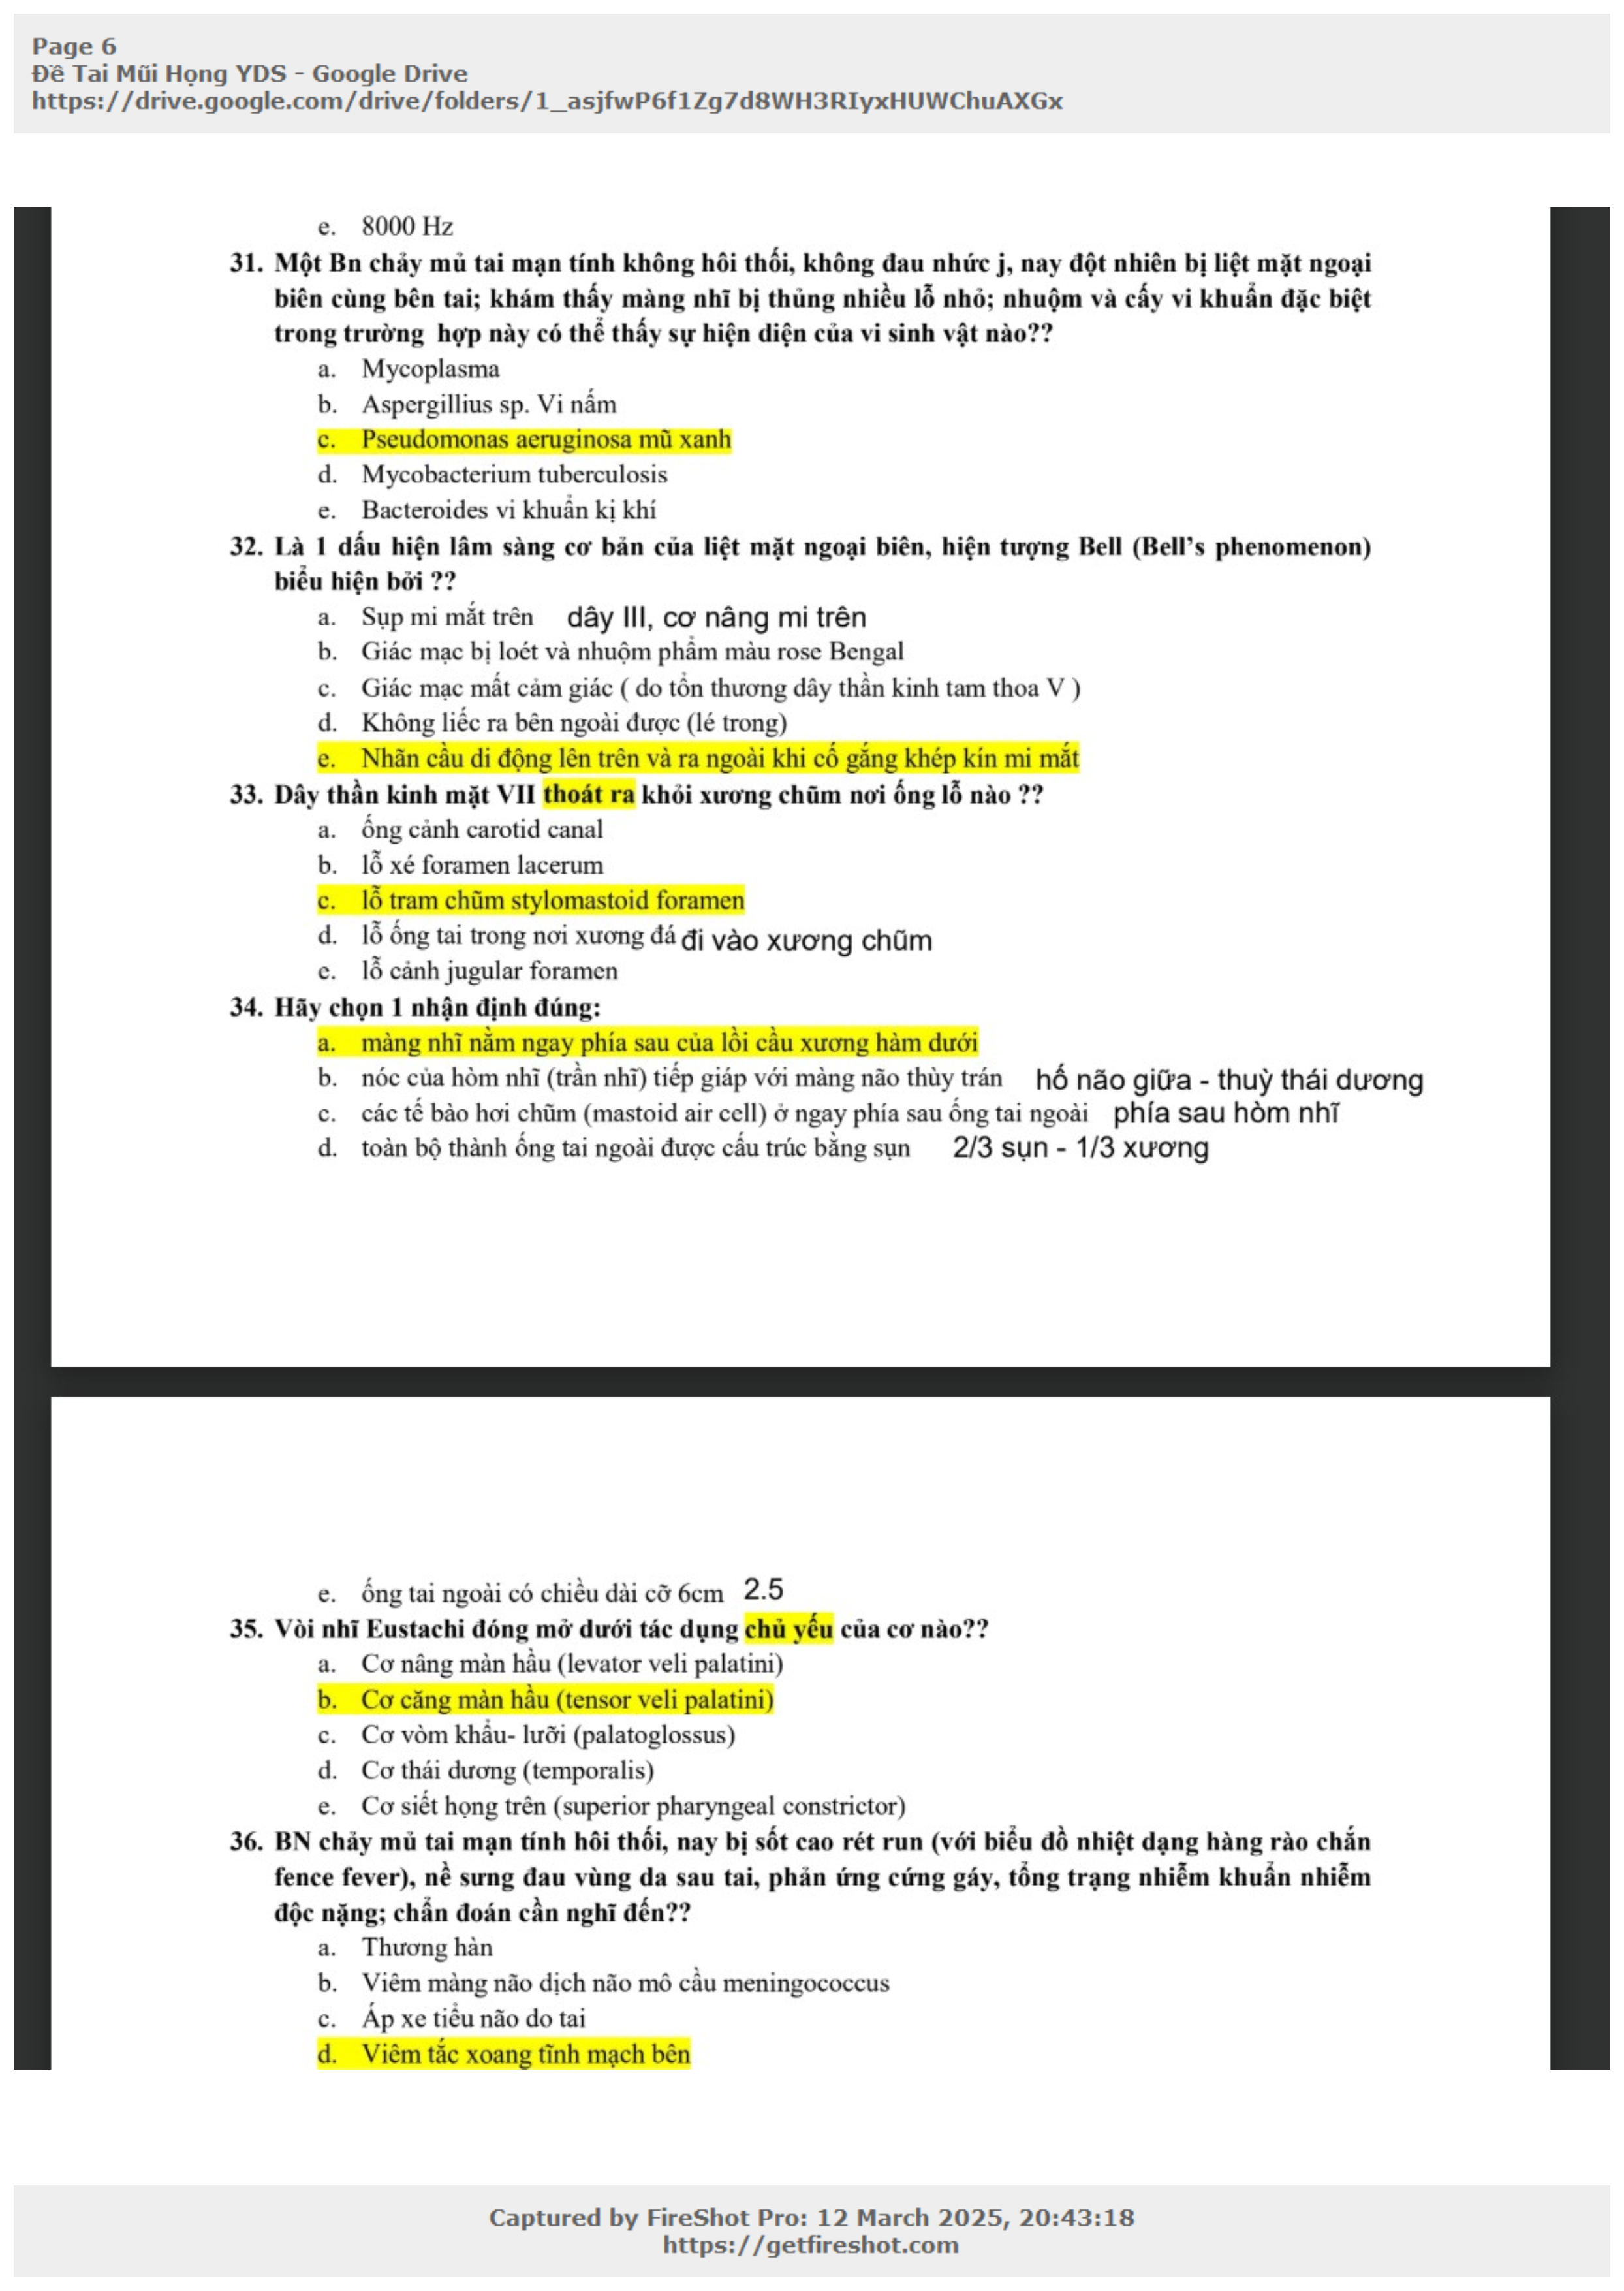 Page 6
Đề Tai Mũi Họng YDS - Google Drive
https://drive.google.com/drive/folders/1_asjfwP6f1Zg7d8WH3RIyxHUWChuAXGx
e. 8000 Hz
31. Một Bn chảy mủ tai mạn tính không hôi thối, không đau nhức j, nay đột nhiên bị liệt mặt ngoại
biên cùng bên tai; khám thấy màng nhĩ bị thủng nhiều lỗ nhỏ; nhuộm và cấy vi khuẩn đặc biệt
trong trường hợp này có thể thấy sự hiện diện của vi sinh vật nào??
a. Mycoplasma
b. Aspergillius sp. Vi nấm
c. Pseudomonas aeruginosa mũ xanh
d. Mycobacterium tuberculosis
e. Bacteroides vi khuẩn kị khí
32. Là 1 dấu hiện lâm sàng cơ bản của liệt mặt ngoại biên, hiện tượng Bell (Bell's phenomenon)
biểu hiện bởi ??
a. Sụp mi mắt trên dây III, cơ nâng mi trên
b. Giác mạc bị loét và nhuộm phẩm màu rose Bengal
c. Giác mạc mất cảm giác ( do tổn thương dây thần kinh tam thoa V )
d. Không liếc ra bên ngoài được (lé trong)
e. Nhãn cầu di động lên trên và ra ngoài khi cố gắng khép kín mi mắt
33. Dây thần kinh mặt VII thoát ra khỏi xương chũm nơi ống lỗ nào ??
a. ống cảnh carotid canal
b. lỗ xé foramen lacerum
c. lỗ tram chũm stylomastoid foramen
d. lỗ ống tai trong nơi xương đá đi vào xương chũm
e. lỗ cảnh jugular foramen
34. Hãy chọn 1 nhận định đúng:
a. màng nhĩ nằm ngay phía sau của lồi cầu xương hàm dưới
b. nóc của hòm nhĩ (trần nhĩ) tiếp giáp với màng não thùy trán hố não giữa - thuỳ thái dương
c. các tế bào hơi chũm (mastoid air cell) ở ngay phía sau ống tai ngoài phía sau hòm nhĩ
d. toàn bộ thành ống tai ngoài được cấu trúc bằng sụn 2/3 sụn - 1/3 xương
e. ống tai ngoài có chiều dài cỡ 6cm 2.5
35. Vòi nhĩ Eustachi đóng mở dưới tác dụng chủ yếu của cơ nào??
a. Cơ nâng màn hầu (levator veli palatini)
b. Cơ căng màn hầu (tensor veli palatini)
c. Cơ vòm khẩu- lưỡi (palatoglossus)
d. Cơ thái dương (temporalis)
e. Cơ siết họng trên (superior pharyngeal constrictor)
36. BN chảy mủ tai mạn tính hôi thối, nay bị sốt cao rét run (với biểu đồ nhiệt dạng hàng rào chắn
fence fever), nề sưng đau vùng da sau tai, phản ứng cứng gáy, tổng trạng nhiễm khuẩn nhiễm
độc nặng; chẩn đoán cần nghĩ đến??
a. Thương hàn
b. Viêm màng não dịch não mô cầu meningococcus
c. Áp xe tiểu não do tai
d. Viêm tắc xoang tĩnh mạch bên
Captured by FireShot Pro: 12 March 2025, 20:43:18
https://getfireshot.com